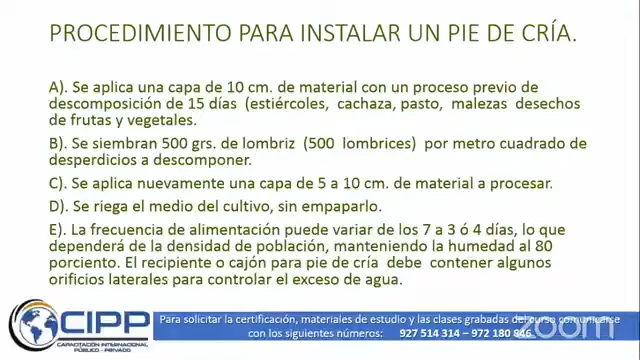 PROCEDIMIENTO PARA INSTALAR UN PIE DE CRÍA.
A). Se aplica una capa de 10 cm. de material con un proceso previo de
descomposición de 15 días (estiércoles, cachaza, pasto, malezas desechos
de frutas y vegetales.
B). Se siembran 500 grs. de lombriz (500 lombrices) por metro cuadrado de
desperdicios a descomponer.
C). Se aplica nuevamente una capa de 5 a 10 cm. de material a procesar.
D). Se riega el medio del cultivo, sin empaparlo.
E). La frecuencia de alimentación puede variar de los 7 a 3 ó 4 días, lo que
dependerá de la densidad de población, manteniendo la humedad al 80
porciento. El recipiente o cajón para pie de cría debe contener algunos
orificios laterales para controlar el exceso de agua.
CIPP
CAPACITACIÓN INTERNACIONAL
PÚBLICO - PRIVADO
Para solicitar la certificación, materiales de estudio y las clases grabadas del curso comunicarse
con los siguientes números: 927 514 314 – 972 180 846
zoom